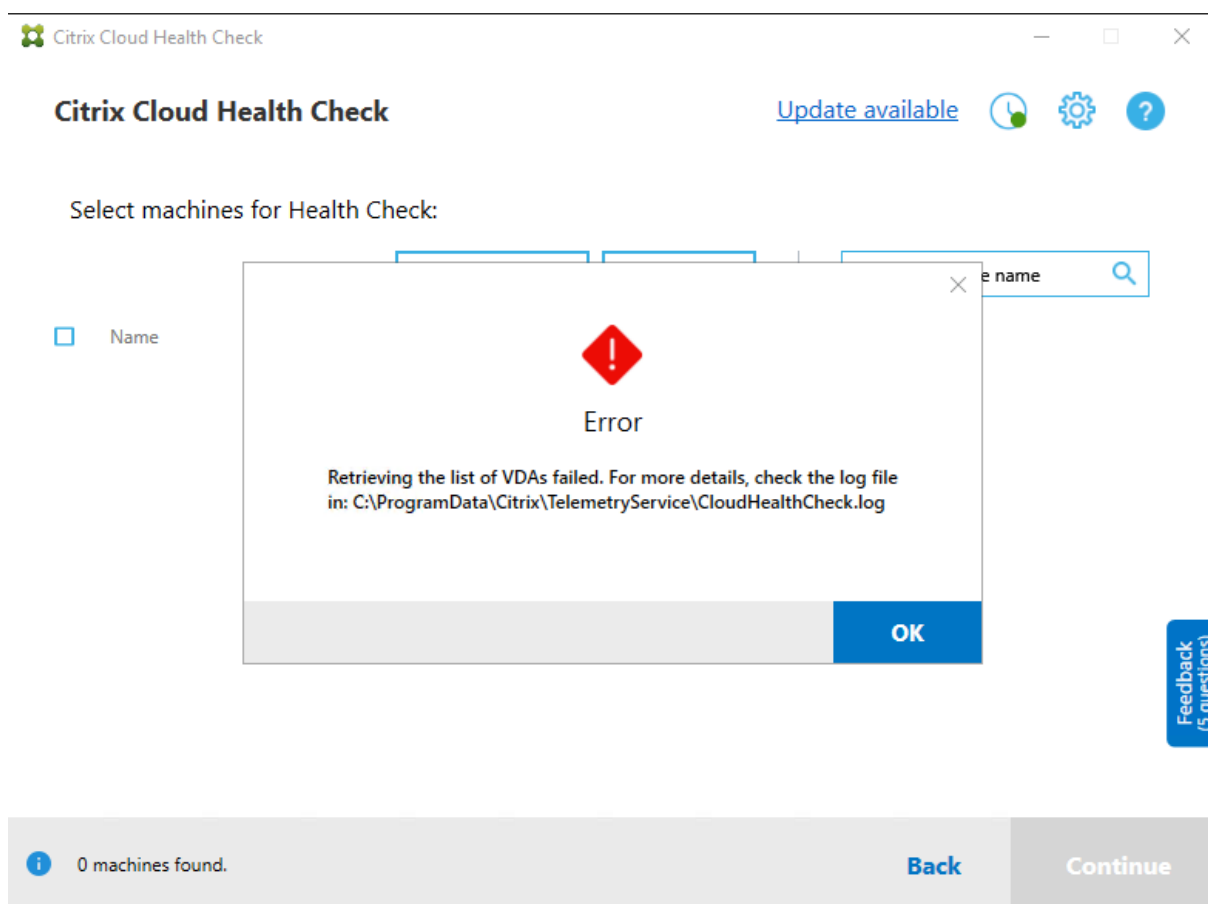 Citrix Cloud Health Check
Citrix Cloud Health Check
Update available
?
Select machines for Health Check:
e name
Name
Error
Retrieving the list of VDAs failed. For more details, check the log file
in: C:\ProgramData\Citrix\TelemetryService\CloudHealthCheck.log
OK
Feedback
(5 questions)
0 machines found.
Back
Continue